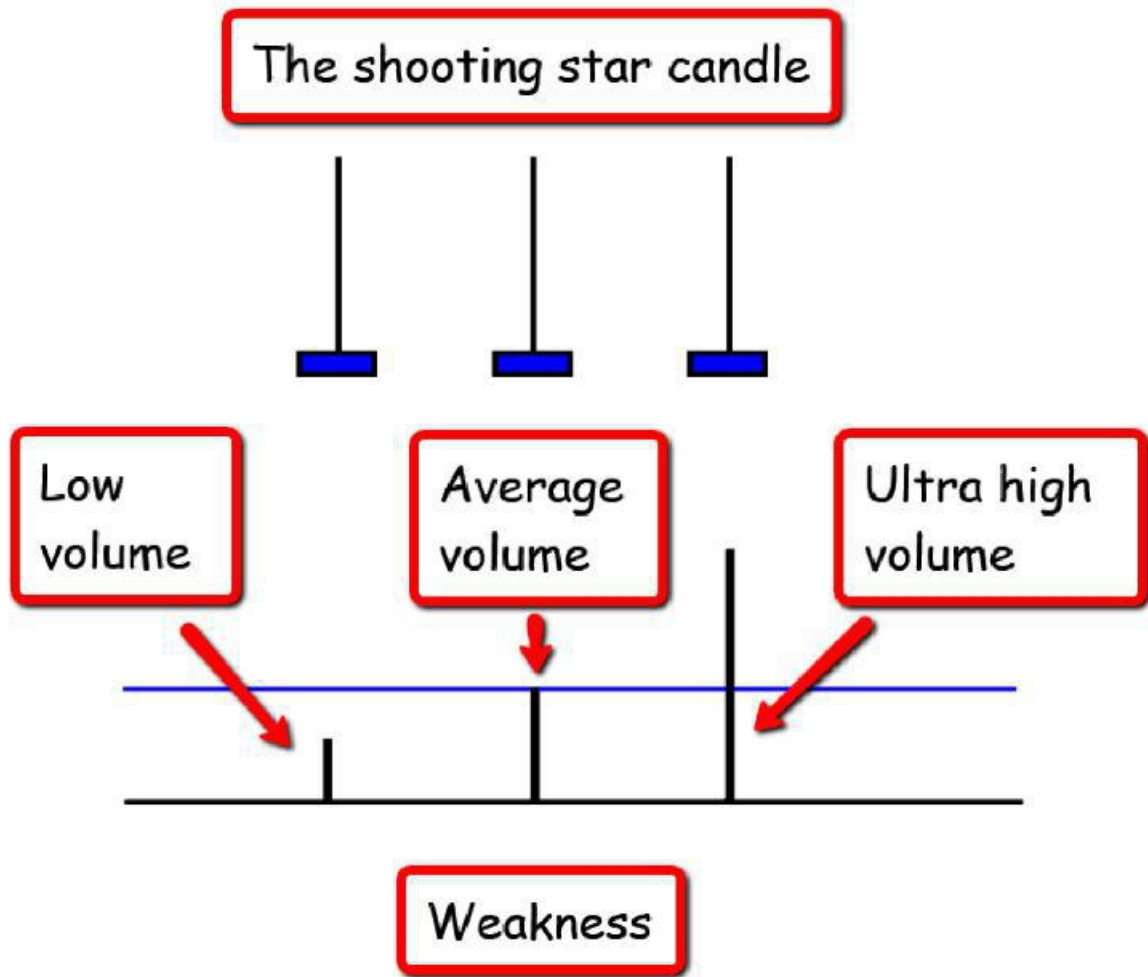 The shooting star candle
Low
volume
Average
volume
Ultra high
volume
Weakness